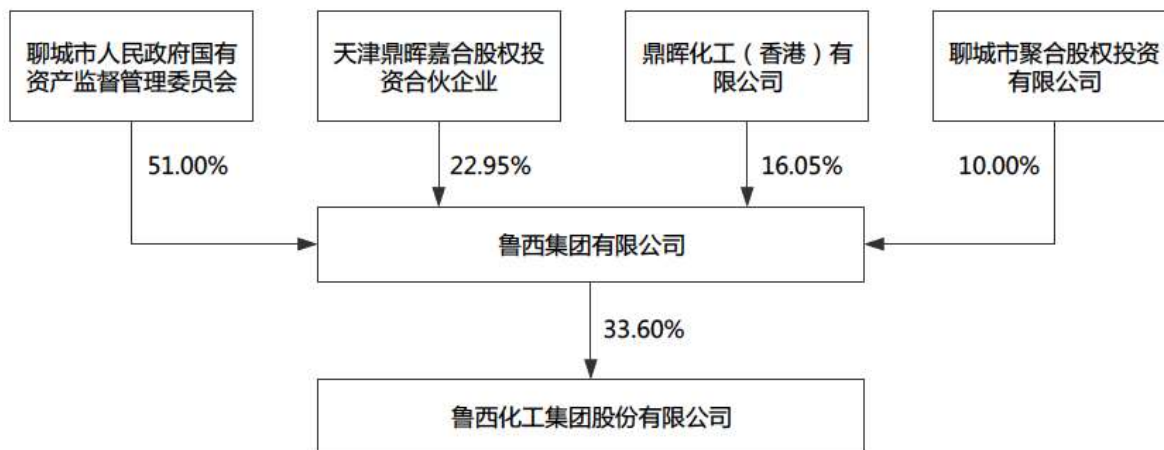 聊城市人民政府国有
资产监督管理委员会
天津鼎晖嘉合股权投
资合伙企业
鼎晖化工（香港）有
限公司
聊城市聚合股权投资
有限公司
51.00%
22.95%
16.05%
10.00%
鲁西集团有限公司
33.60%
鲁西化工集团股份有限公司